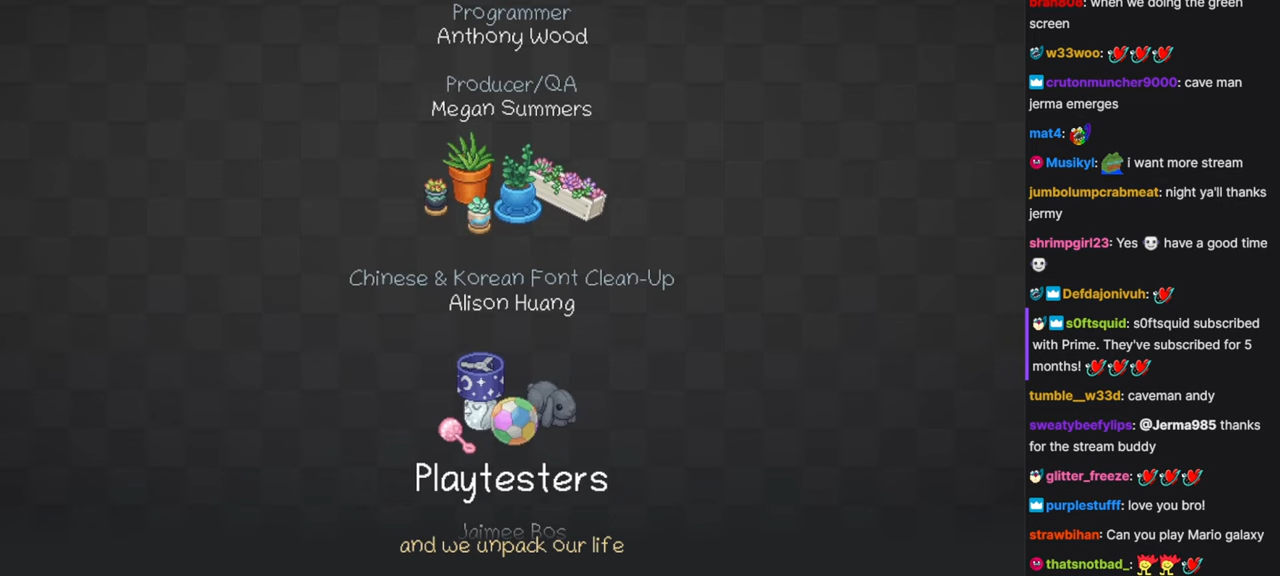 Programmer
Anthony Wood
Producer/QA
Megan Summers
Chinese & Korean Font Clean-Up
Alison Huang
Playtesters
Jaimee Bos
and we unpack our life
bran808: when we doing the green
screen
w33woo:
crutonmuncher9000: cave man
jerma emerges
mat4:
Musikyl: i want more stream
jumbolumpcrabmeat: night ya'll thanks
jermy
shrimpgirl23: Yes have a good time
Defdajonivuh:
s0ftsquid: s0ftsquid subscribed
with Prime. They've subscribed for 5
months!
tumble__w33d: caveman andy
sweatybeefylips: @Jerma985 thanks
for the stream buddy
glitter_freeze:
purplestufff: love you bro!
strawbihan: Can you play Mario galaxy
thatsnotbad_: